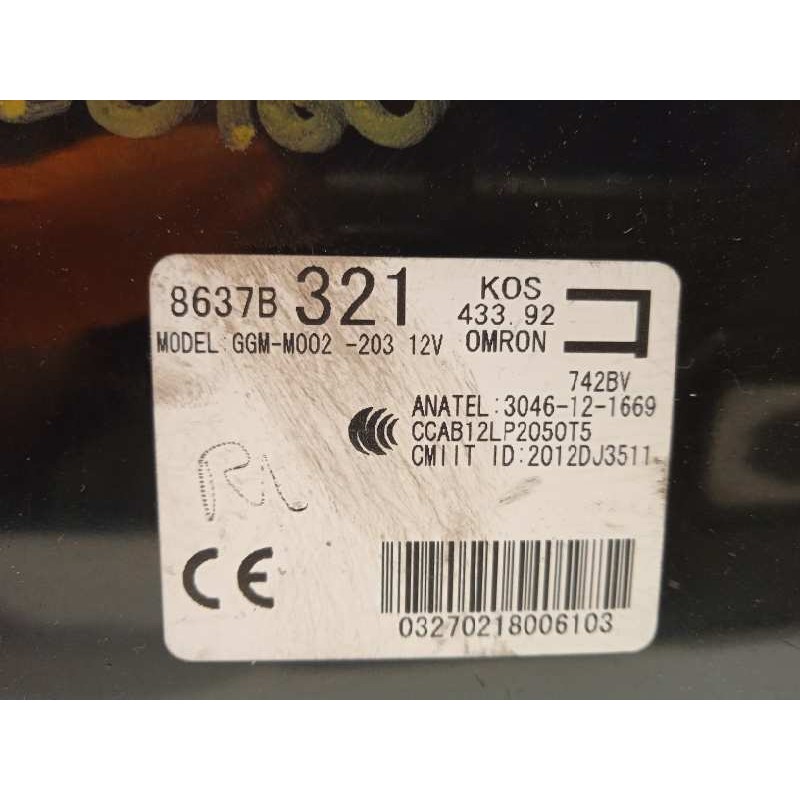 8637B 321 KOS
433.92
MODEL:GGM-M002 -203 12V OMRON
742BV
ANATEL:3046-12-1669
CCC
CCAB12LP2050T5
CMIIT ID:2012DJ3511
CE
03270218006103